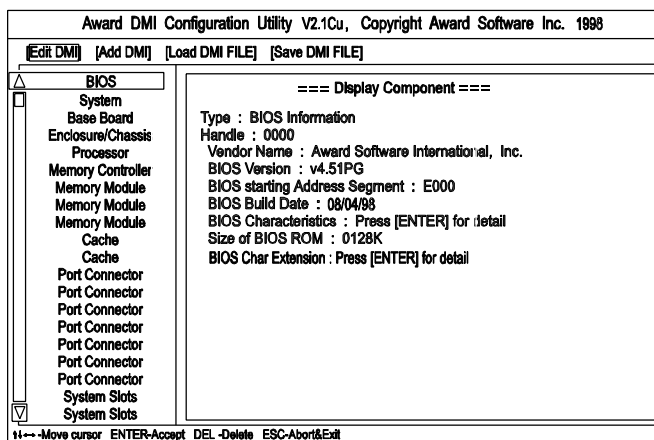 Award DMI Configuration Utility V2.1Cu, Copyright Award Software Inc. 1998
[Edit DMI] [Add DMI] [Load DMI FILE] [Save DMI FILE]
BIOS
System
Base Board
Enclosure/Chassis
Processor
Memory Controller
Memory Module
Memory Module
Memory Module
Cache
Cache
Port Connector
Port Connector
Port Connector
Port Connector
Port Connector
Port Connector
Port Connector
System Slots
System Slots
=== Display Component ===
Type : BIOS Information
Handle : 0000
Vendor Name : Award Software International, Inc.
BIOS Version : v4.51PG
BIOS starting Address Segment : E000
BIOS Build Date : 08/04/98
BIOS Characteristics : Press [ENTER] for detail
Size of BIOS ROM : 0128K
BIOS Char Extension : Press [ENTER] for detail
↑↓←→-Move cursor ENTER-Accept DEL -Delete ESC-Abort&Exit